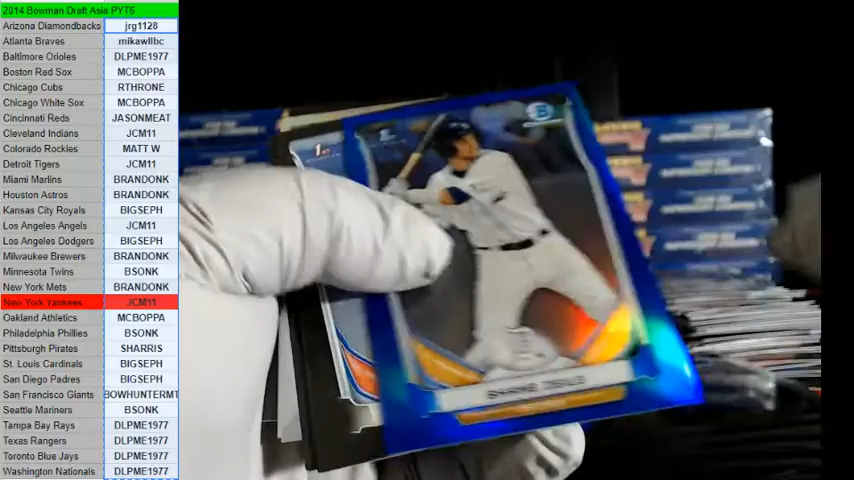 2014 Bowman Draft Asia PYT5
Arizona Diamondbacks jrg1128
Atlanta Braves mikawllbc
Baltimore Orioles DLPME1977
Boston Red Sox MCBOPPA
Chicago Cubs RTHRONE
Chicago White Sox MCBOPPA
Cincinnati Reds JASONMEAT
Cleveland Indians JCM11
Colorado Rockies MATT W
Detroit Tigers JCM11
Miami Marlins BRANDONK
Houston Astros BRANDONK
Kansas City Royals BIGSEPH
Los Angeles Angels JCM11
Los Angeles Dodgers BIGSEPH
Milwaukee Brewers BRANDONK
Minnesota Twins BSONK
New York Mets BRANDONK
New York Yankees JCM11
Oakland Athletics MCBOPPA
Philadelphia Phillies BSONK
Pittsburgh Pirates SHARRIS
St. Louis Cardinals BIGSEPH
San Diego Padres BIGSEPH
San Francisco Giants BOWHUNTERMT
Seattle Mariners BSONK
Tampa Bay Rays DLPME1977
Texas Rangers DLPME1977
Toronto Blue Jays DLPME1977
Washington Nationals DLPME1977
1st